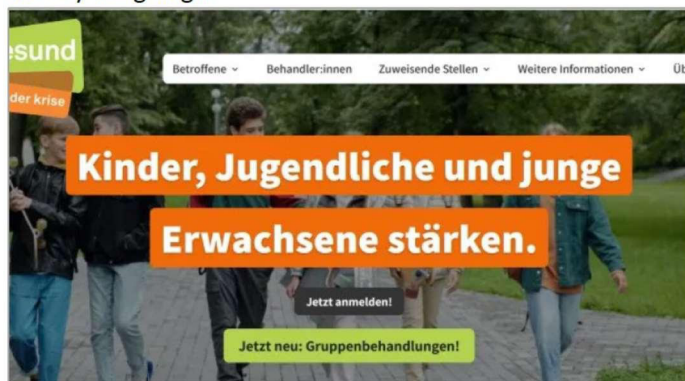 esund
der krise
Betroffene Behandler:innen Zuweisende Stellen Weitere Informationen Üb
Kinder, Jugendliche und junge
Erwachsene stärken.
Jetzt anmelden!
Jetzt neu: Gruppenbehandlungen!